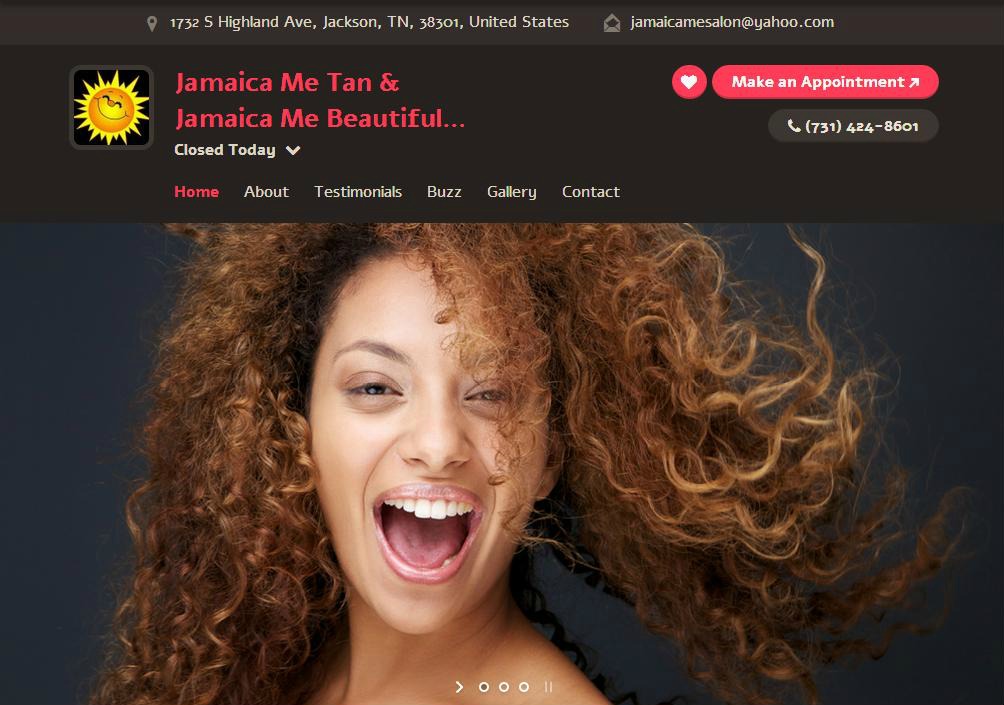 1732 S Highland Ave, Jackson, TN, 38301, United States
jamaicamesalon@yahoo.com
Jamaica Me Tan &
Jamaica Me Beautiful...
Make an Appointment
Closed Today
(731) 424-8601
Home About Testimonials Buzz Gallery Contact